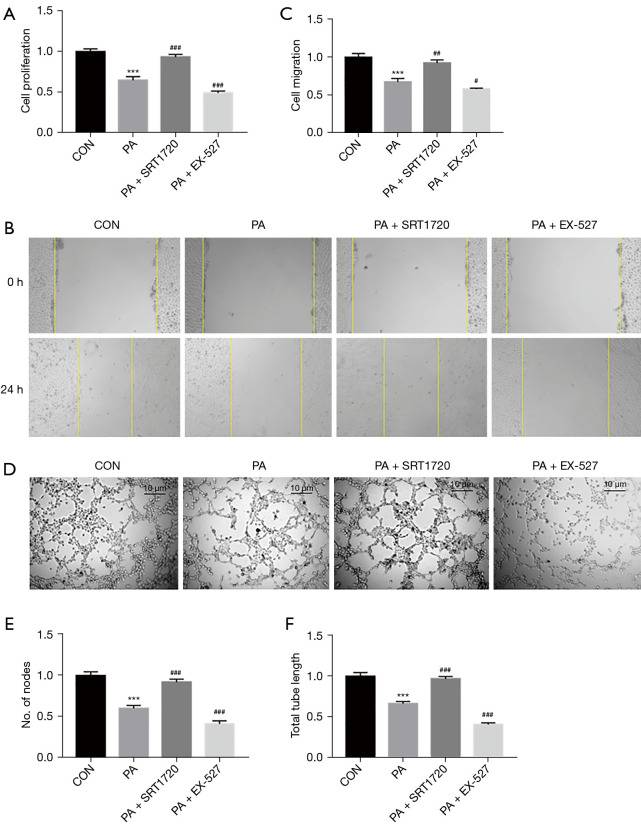 A
Cell proliferation
1.5
1.0
0.5
0.0
***
###
###
CON
PA
PA + SRT1720
PA + EX-527
C
Cell migration
1.5
1.0
0.5
0.0
***
##
#
CON
PA
PA + SRT1720
PA + EX-527
B
CON PA PA + SRT1720 PA + EX-527
0 h
24 h
D
CON PA PA + SRT1720 PA + EX-527
10 μm 10 μm 10 μm 10 μm
E
No. of nodes
1.5
1.0
0.5
0.0
***
###
###
CON
PA
PA + SRT1720
PA + EX-527
F
Total tube length
1.5
1.0
0.5
0.0
***
###
###
CON
PA
PA + SRT1720
PA + EX-527